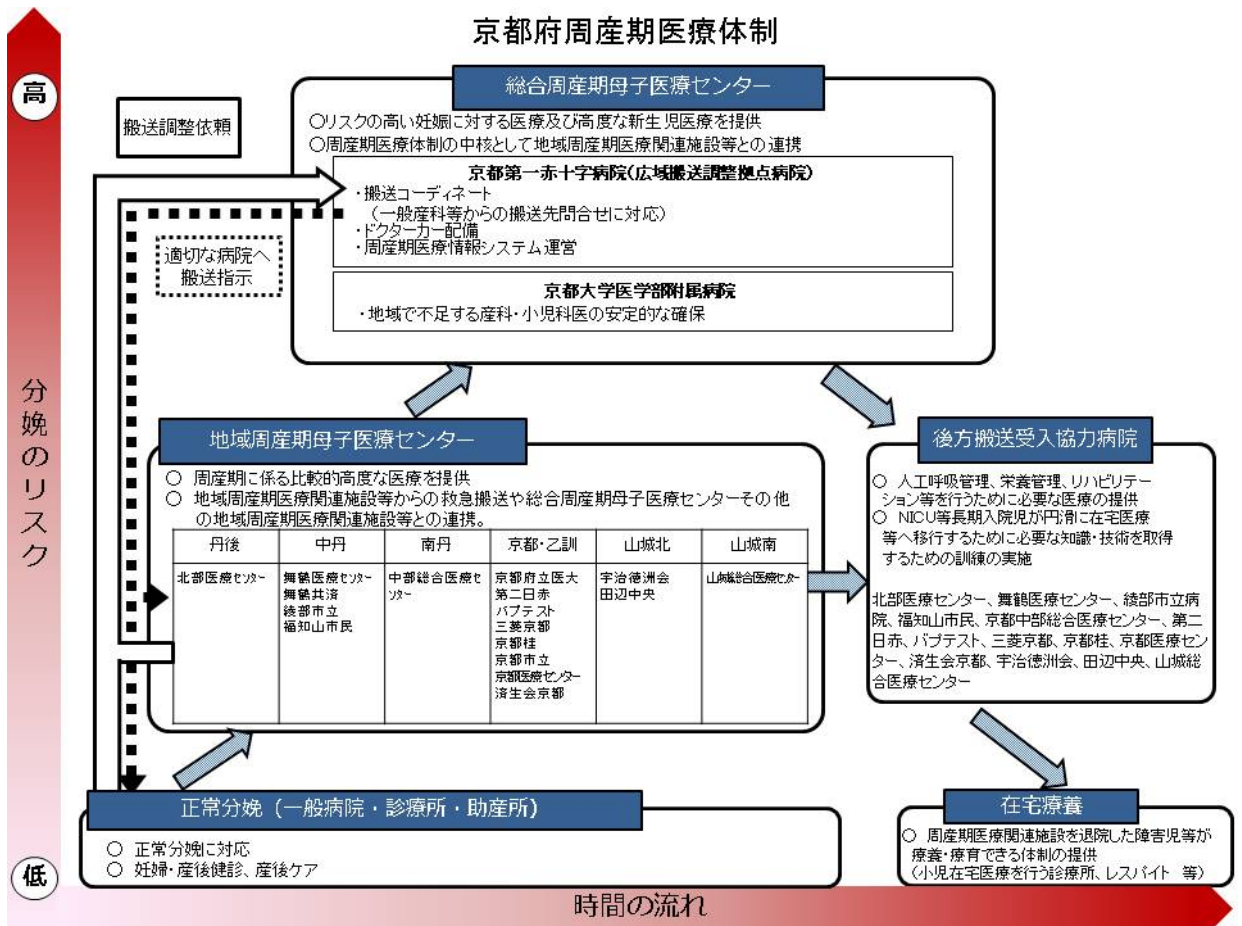 京都府周産期医療体制
高
搬送調整依頼
総合周産期母子医療センター
○リスクの高い妊娠に対する医療及び高度な新生児医療を提供
○周産期医療体制の中核として地域周産期医療関連施設等との連携
京都第一赤十字病院(広域搬送調整拠点病院)
・搬送コーディネート
(一般産科等からの搬送先問合せに対応)
・ドクターカー配備
・周産期医療情報システム運営
適切な病院へ
搬送指示
京都大学医学部附属病院
・地域で不足する産科・小児科医の安定的な確保
分娩のリスク
地域周産期母子医療センター
○ 周産期に係る比較的高度な医療を提供
○ 地域周産期医療関連施設等からの救急搬送や総合周産期母子医療センターその他
の地域周産期医療関連施設等との連携。
丹後
中丹
南丹
京都・乙訓
山城北
山城南
北部医療センター
舞鶴医療センター
舞鶴共済
綾部市立
福知山市民
中部総合医療セ
ンター
京都府立医大
第二日赤
バプテスト
三菱京都
京都桂
京都市立
京都医療センター
済生会京都
宇治徳洲会
田辺中央
山城総合医療センター
後方搬送受入協力病院
○ 人工呼吸管理、栄養管理、リハビリテー
ション等を行うために必要な医療の提供
○ NICU等長期入院児が円滑に在宅医療
等へ移行するために必要な知識・技術を取得
するための訓練の実施
北部医療センター、舞鶴医療センター、綾部市立病
院、福知山市民、京都中部総合医療センター、第二
日赤、バプテスト、三菱京都、京都桂、京都医療セン
ター、済生会京都、宇治徳洲会、田辺中央、山城総
合医療センター
正常分娩(一般病院・診療所・助産所)
○ 正常分娩に対応
○ 妊婦・産後健診、産後ケア
在宅療養
○ 周産期医療関連施設を退院した障害児等が
療養・療育できる体制の提供
(小児在宅医療を行う診療所、レスパイト 等)
低
時間の流れ